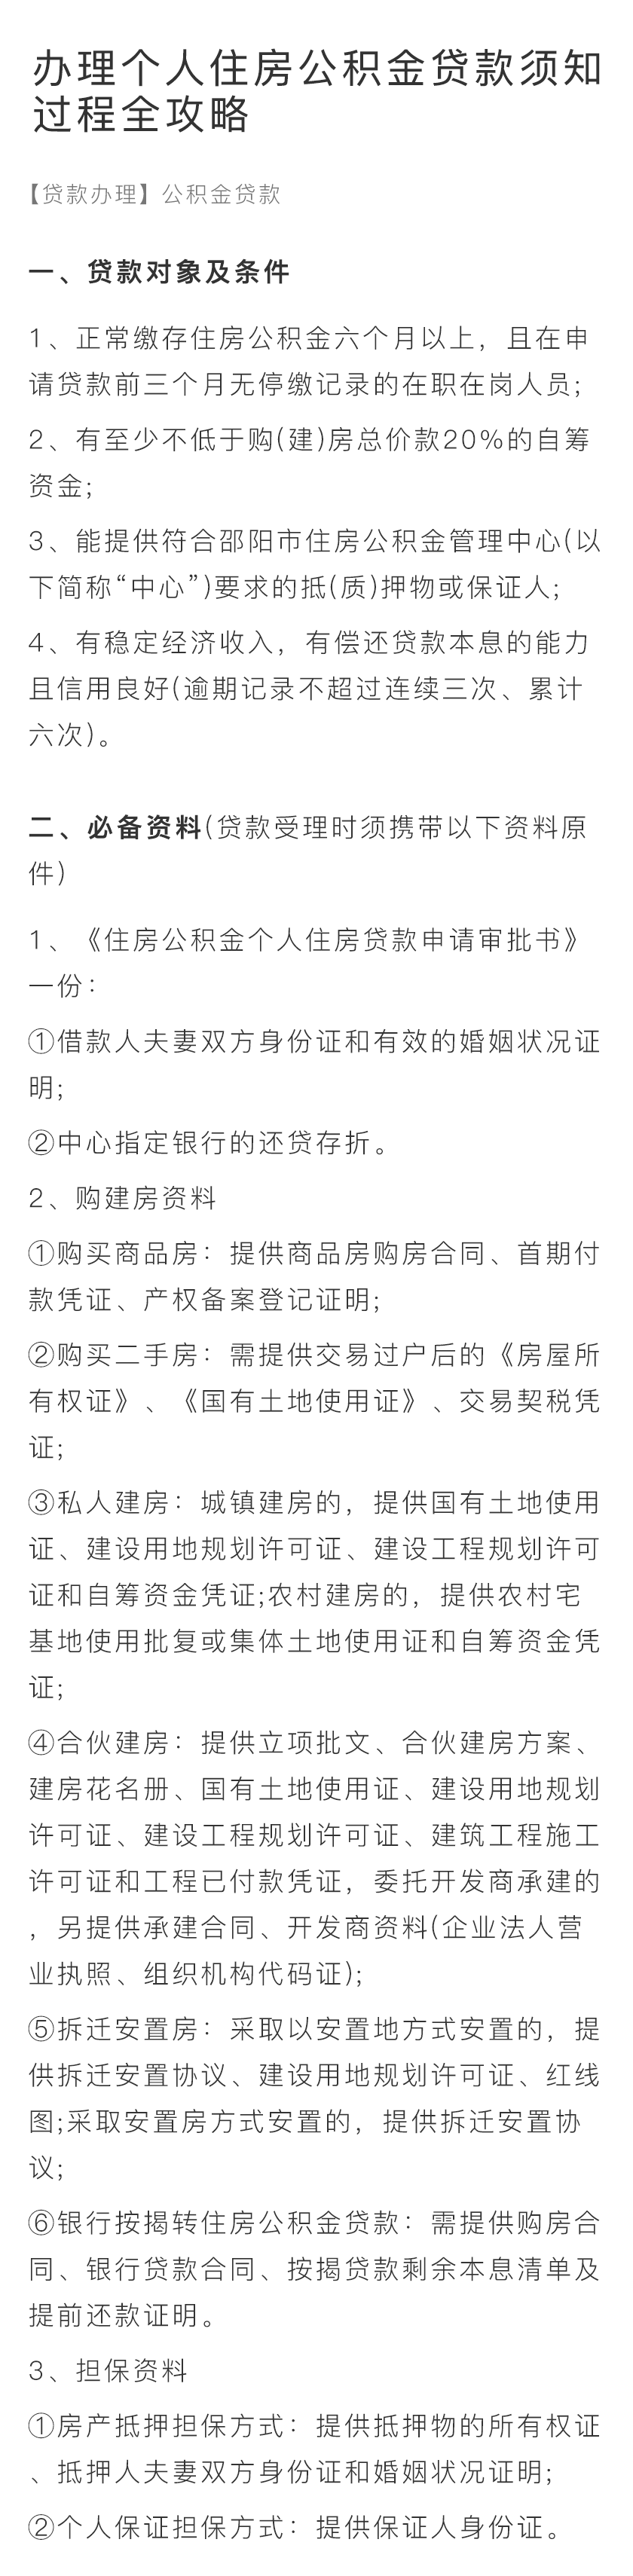 办理个人住房公积金贷款须知
过程全攻略
【贷款办理】公积金贷款
一、贷款对象及条件
1、正常缴存住房公积金六个月以上，且在申
请贷款前三个月无停缴记录的在职在岗人员;
2、有至少不低于购(建)房总价款20%的自筹
资金;
3、能提供符合邵阳市住房公积金管理中心(以
下简称“中心”)要求的抵(质)押物或保证人;
4、有稳定经济收入，有偿还贷款本息的能力
且信用良好(逾期记录不超过连续三次、累计
六次)。
二、必备资料(贷款受理时须携带以下资料原
件)
1、《住房公积金个人住房贷款申请审批书》
一份：
①借款人夫妻双方身份证和有效的婚姻状况证
明;
②中心指定银行的还贷存折。
2、购建房资料
①购买商品房：提供商品房购房合同、首期付
款凭证、产权备案登记证明;
②购买二手房：需提供交易过户后的《房屋所
有权证》、《国有土地使用证》、交易契税凭
证;
③私人建房：城镇建房的，提供国有土地使用
证、建设用地规划许可证、建设工程规划许可
证和自筹资金凭证;农村建房的，提供农村宅
基地使用批复或集体土地使用证和自筹资金凭
证;
④合伙建房：提供立项批文、合伙建房方案、
建房花名册、国有土地使用证、建设用地规划
许可证、建设工程规划许可证、建筑工程施工
许可证和工程已付款凭证，委托开发商承建的
，另提供承建合同、开发商资料(企业法人营
业执照、组织机构代码证);
⑤拆迁安置房：采取以安置地方式安置的，提
供拆迁安置协议、建设用地规划许可证、红线
图;采取安置房方式安置的，提供拆迁安置协
议;
⑥银行按揭转住房公积金贷款：需提供购房合
同、银行贷款合同、按揭贷款剩余本息清单及
提前还款证明。
3、担保资料
①房产抵押担保方式：提供抵押物的所有权证
、抵押人夫妻双方身份证和婚姻状况证明;
②个人保证担保方式：提供保证人身份证。